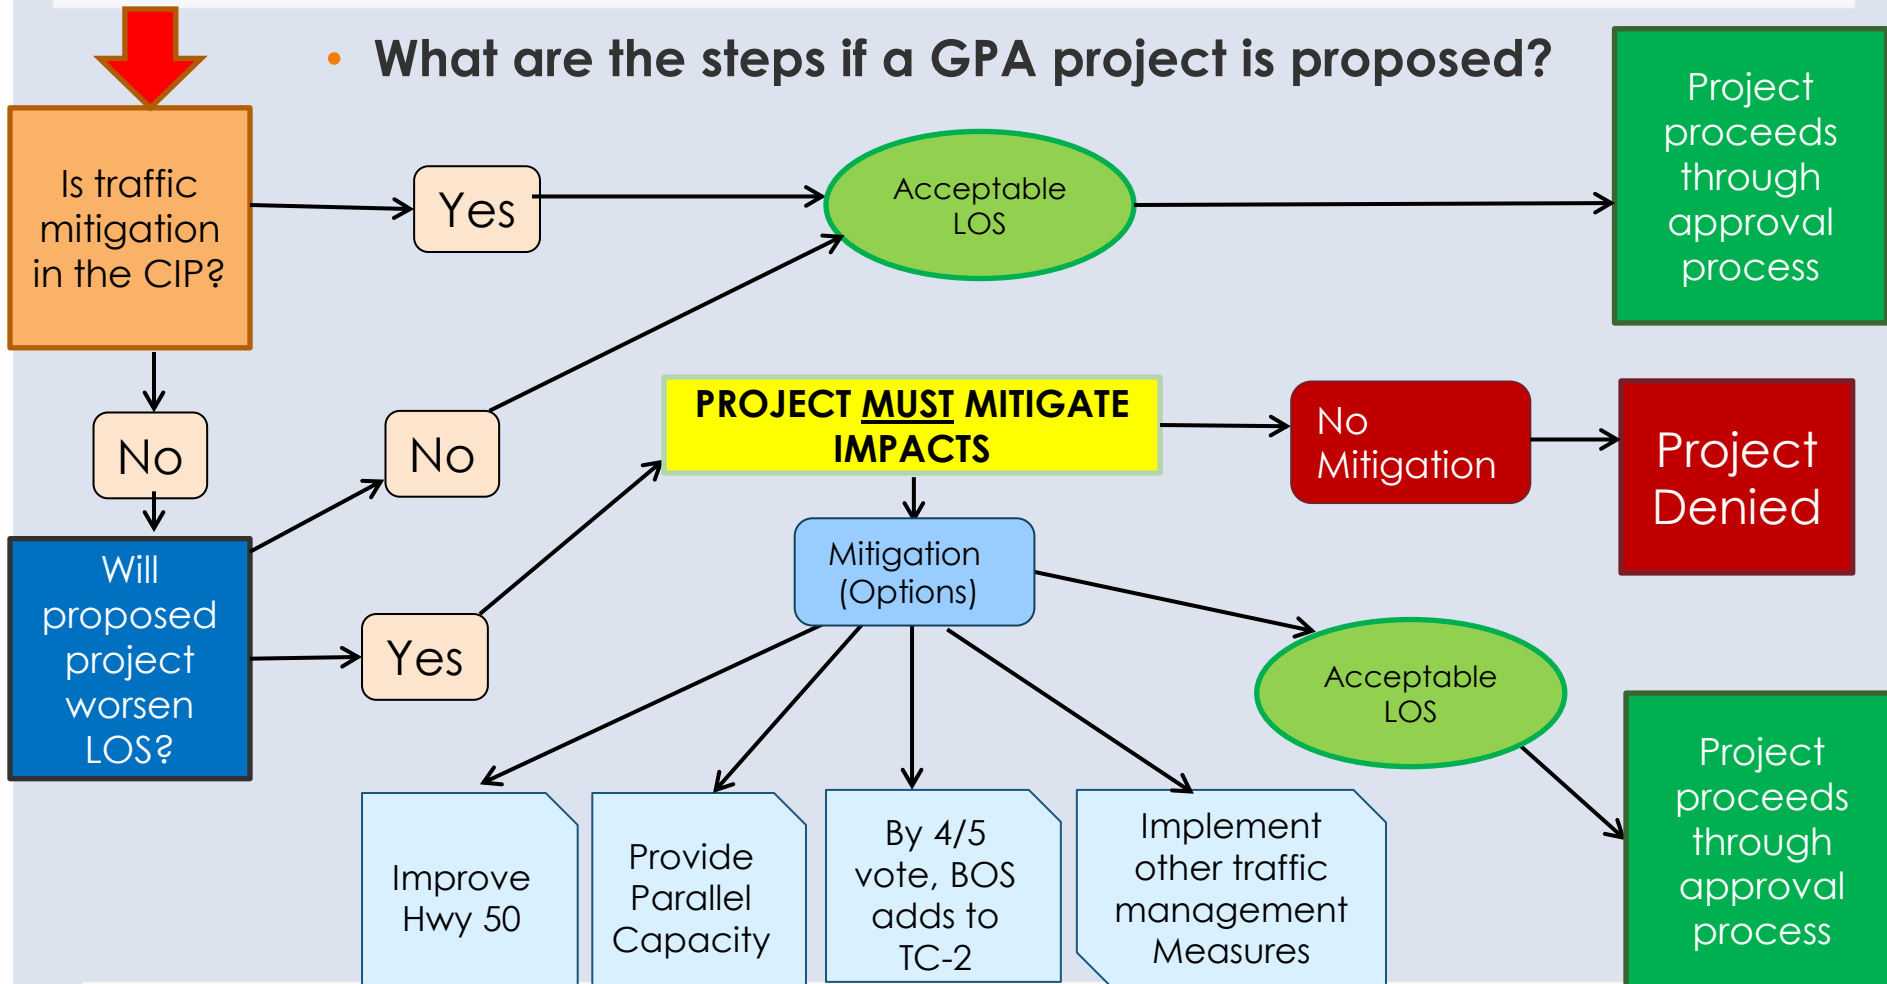 • What are the steps if a GPA project is proposed?
Is traffic
mitigation
in the CIP?
Yes
Acceptable
LOS
Project
proceeds
through
approval
process
No
No
PROJECT MUST MITIGATE
IMPACTS
No
Mitigation
Project
Denied
Will
proposed
project
worsen
LOS?
Yes
Mitigation
(Options)
Acceptable
LOS
Improve
Hwy 50
Provide
Parallel
Capacity
By 4/5
vote, BOS
adds to
TC-2
Implement
other traffic
management
Measures
Project
proceeds
through
approval
process